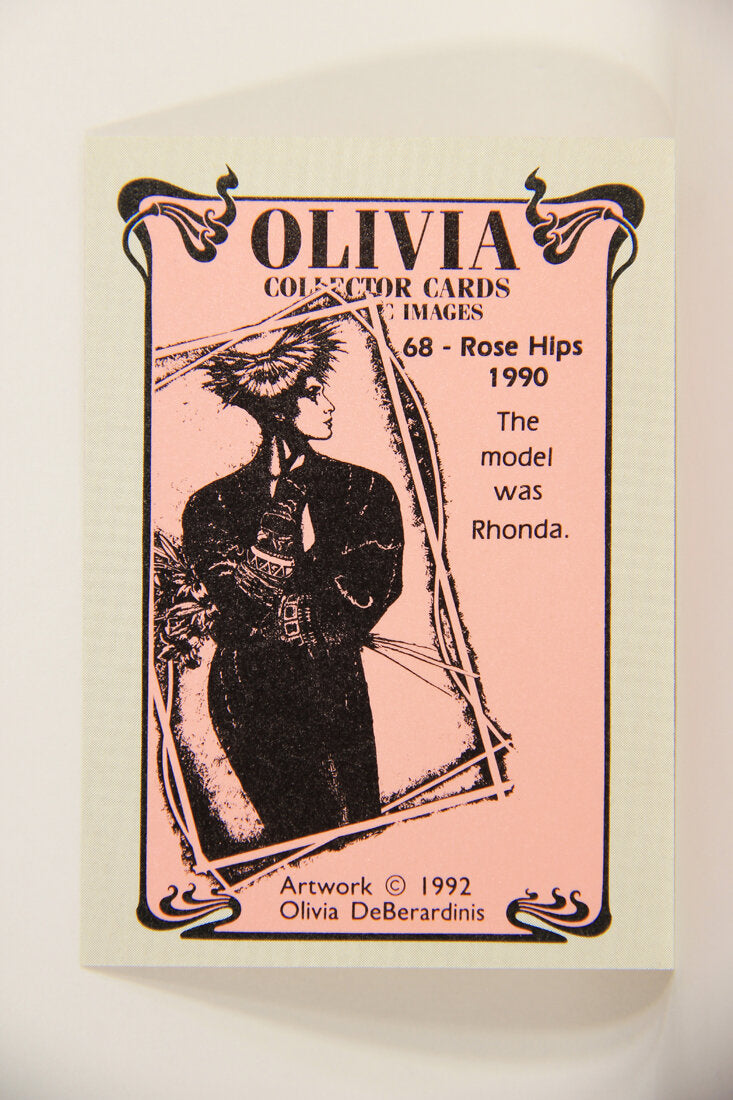 OLIVIA
COLLECTOR CARDS
C IMAGES
68 - Rose Hips
1990
The
model
was
Rhonda.
Artwork © 1992
Olivia DeBerardinis